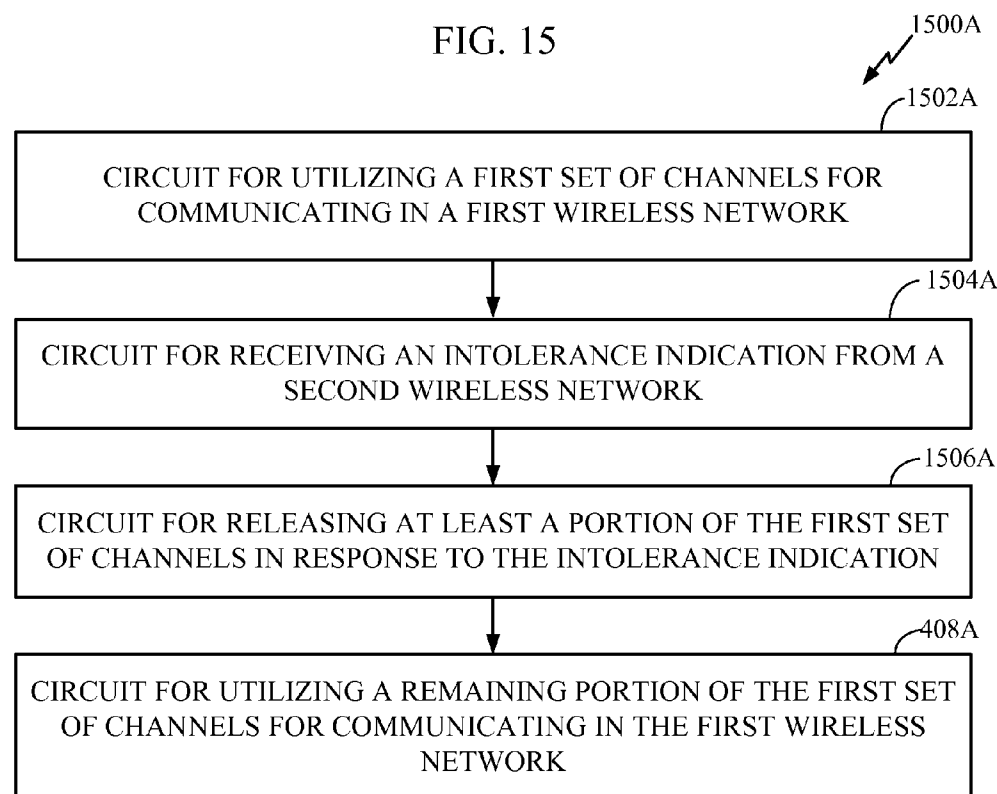 FIG. 15
1500A
1502A
CIRCUIT FOR UTILIZING A FIRST SET OF CHANNELS FOR
COMMUNICATING IN A FIRST WIRELESS NETWORK
1504A
CIRCUIT FOR RECEIVING AN INTOLERANCE INDICATION FROM A
SECOND WIRELESS NETWORK
1506A
CIRCUIT FOR RELEASING AT LEAST A PORTION OF THE FIRST SET
OF CHANNELS IN RESPONSE TO THE INTOLERANCE INDICATION
408A
CIRCUIT FOR UTILIZING A REMAINING PORTION OF THE FIRST SET
OF CHANNELS FOR COMMUNICATING IN THE FIRST WIRELESS
NETWORK